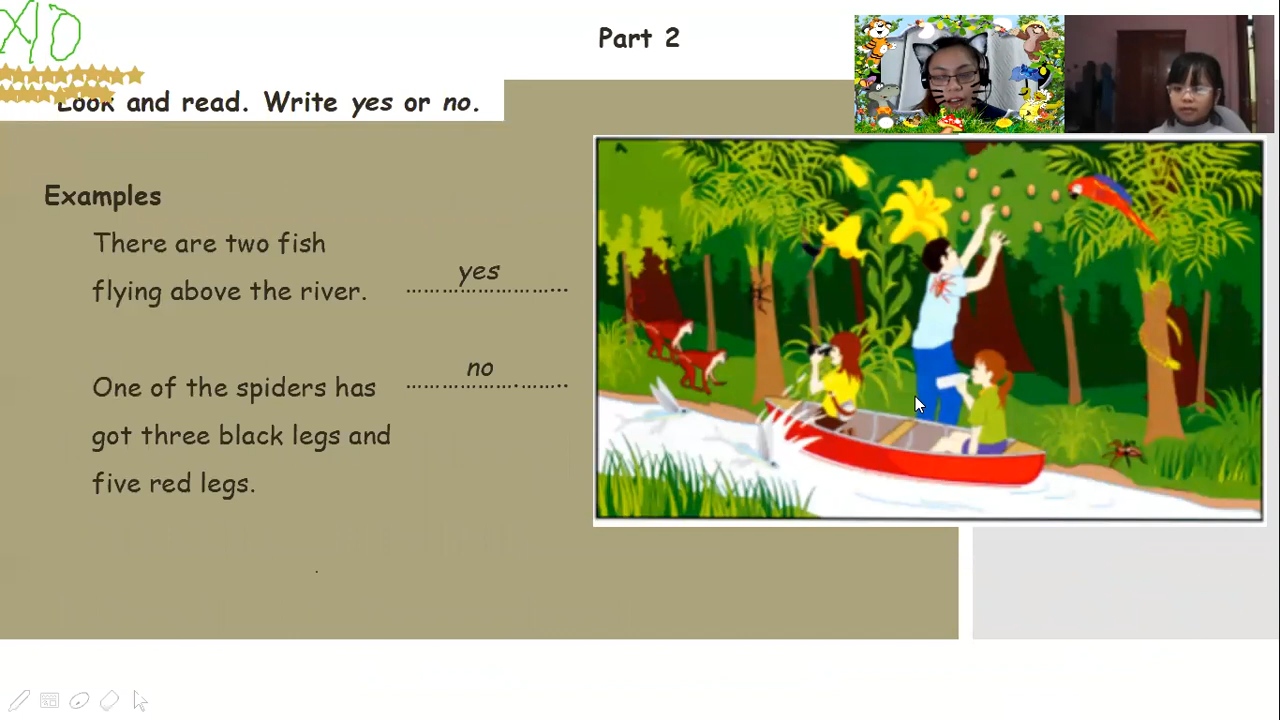 XD
Part 2
Look and read. Write yes or no.
Examples
There are two fish
flying above the river. ........................... yes
One of the spiders has ........................... no
got three black legs and
five red legs.